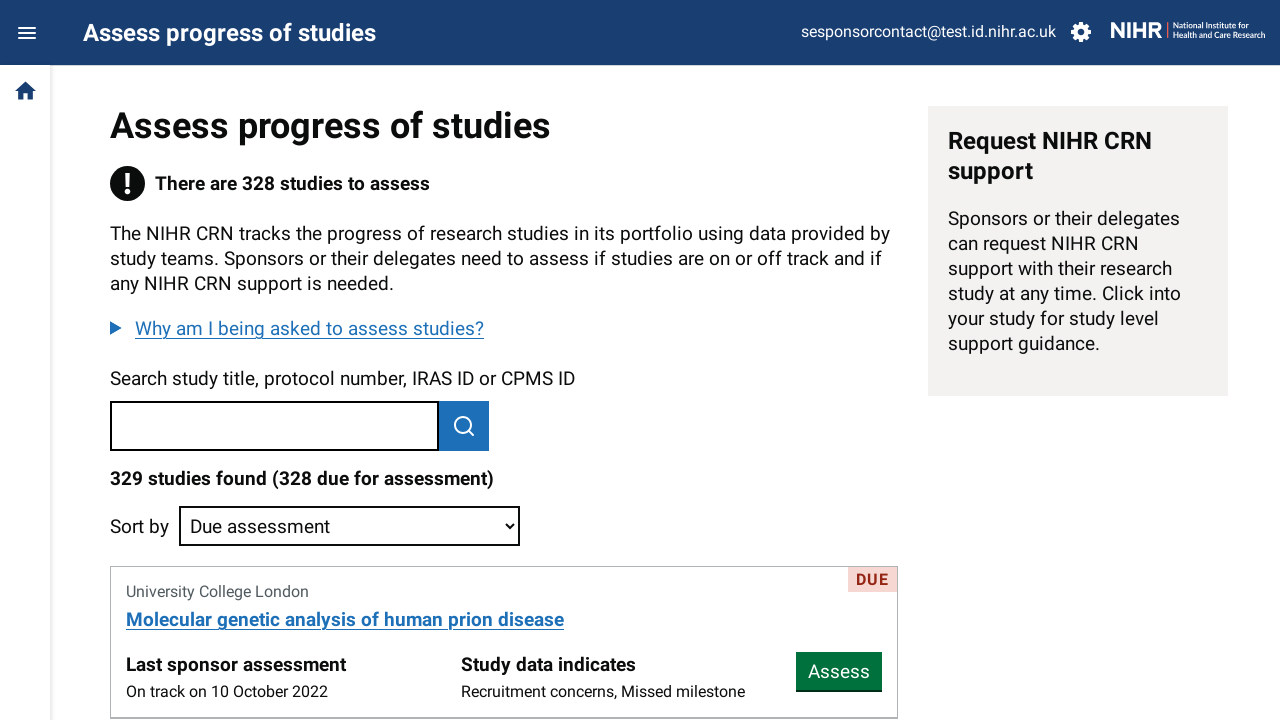 Assess progress of studies
sesponsorcontact@test.id.nihr.ac.uk
NIHR | National Institute for
Health and Care Research
Assess progress of studies
There are 328 studies to assess
The NIHR CRN tracks the progress of research studies in its portfolio using data provided by
study teams. Sponsors or their delegates need to assess if studies are on or off track and if
any NIHR CRN support is needed.
Why am I being asked to assess studies?
Search study title, protocol number, IRAS ID or CPMS ID
329 studies found (328 due for assessment)
Sort by Due assessment
DUE
University College London
Molecular genetic analysis of human prion disease
Last sponsor assessment
On track on 10 October 2022
Study data indicates
Recruitment concerns, Missed milestone
Assess
Request NIHR CRN
support
Sponsors or their delegates
can request NIHR CRN
support with their research
study at any time. Click into
your study for study level
support guidance.